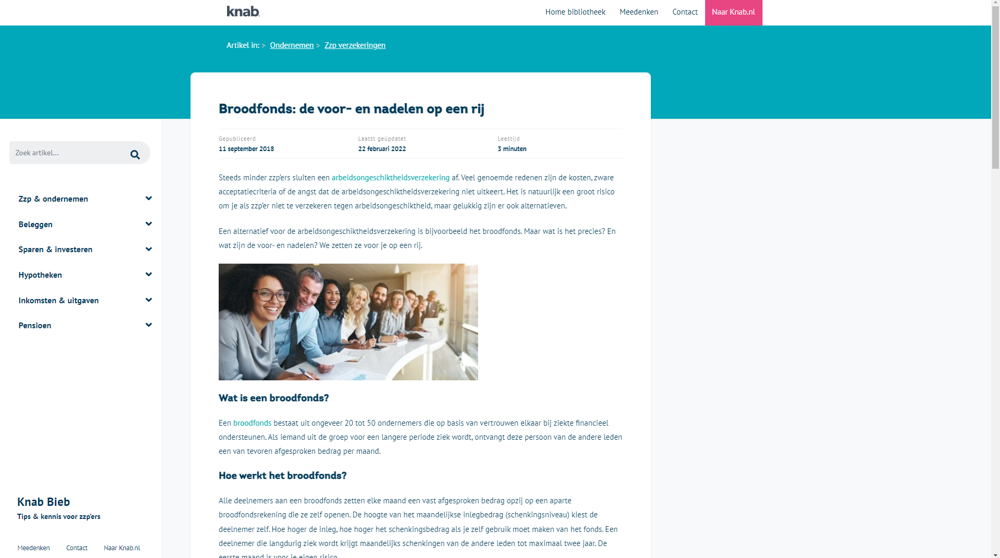 knab.
Home bibliotheek
Meedenken
Contact
Naar Knab.nl
Artikel in: > Ondernemen > Zzp verzekeringen
Broodfonds: de voor- en nadelen op een rij
Gepubliceerd
11 september 2018
Laatst geüpdatet
22 februari 2022
Leestijd
3 minuten
Zoek artikel...
Zzp & ondernemen
Beleggen
Sparen & investeren
Hypotheken
Inkomsten & uitgaven
Pensioen
Steeds minder zzp'ers sluiten een arbeidsongeschiktheidsverzekering af. Veel genoemde redenen zijn de kosten, zware
acceptatiecriteria of de angst dat de arbeidsongeschiktheidsverzekering niet uitkeert. Het is natuurlijk een groot risico
om je als zzp'er niet te verzekeren tegen arbeidsongeschiktheid, maar gelukkig zijn er ook alternatieven.
Een alternatief voor de arbeidsongeschiktheidsverzekering is bijvoorbeeld het broodfonds. Maar wat is het precies? En
wat zijn de voor- en nadelen? We zetten ze voor je op een rij.
Wat is een broodfonds?
Een broodfonds bestaat uit ongeveer 20 tot 50 ondernemers die op basis van vertrouwen elkaar bij ziekte financieel
ondersteunen. Als iemand uit de groep voor een langere periode ziek wordt, ontvangt deze persoon van de andere leden
een van tevoren afgesproken bedrag per maand.
Hoe werkt het broodfonds?
Alle deelnemers aan een broodfonds zetten elke maand een vast afgesproken bedrag opzij op een aparte
broodfondsrekening die ze zelf openen. De hoogte van het maandelijkse inlegbedrag (schenkingsniveau) kiest de
deelnemer zelf. Hoe hoger de inleg, hoe hoger het schenkingsbedrag als je zelf gebruik moet maken van het fonds. Een
deelnemer die langdurig ziek wordt krijgt maandelijks schenkingen van de andere leden tot maximaal twee jaar. De
eerste maand is voor je eigen risico.
Knab Bieb
Tips & kennis voor zzp'ers
Meedenken
Contact
Naar Knab.nl